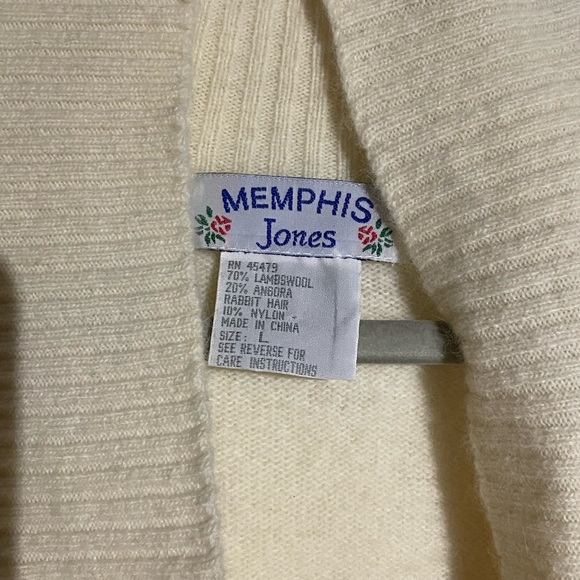 MEMPHIS
Jones
RN 45479
70% LAMBSWOOL
20% ANGORA
RABBIT HAIR
10% NYLON
MADE IN CHINA
SIZE: L
SEE REVERSE FOR
CARE INSTRUCTIONS